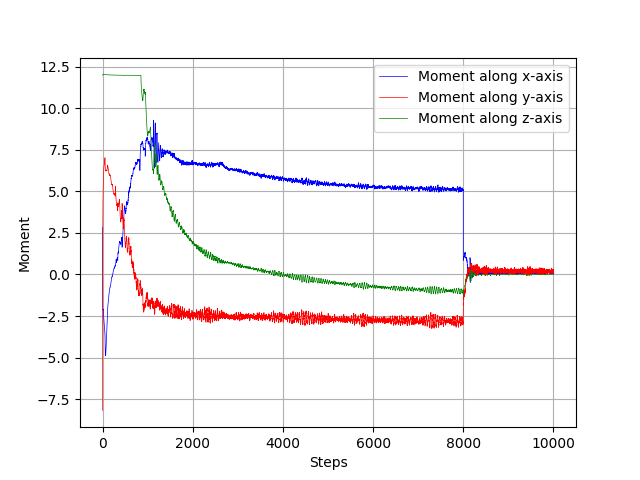 12.5
10.0
7.5
5.0
2.5
0.0
−2.5
−5.0
−7.5
Moment
Moment along x-axis
Moment along y-axis
Moment along z-axis
0 2000 4000 6000 8000 10000
Steps